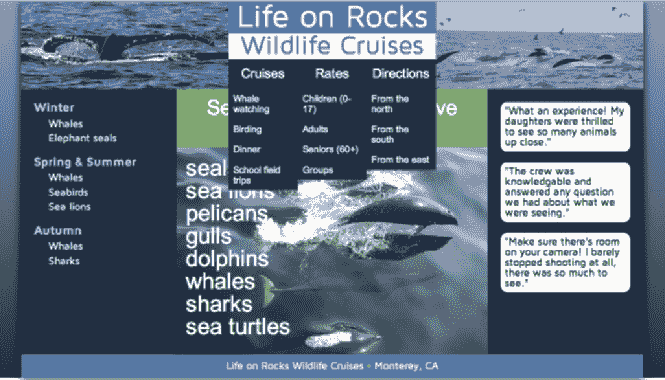 Life on Rocks
Wildlife Cruises
Cruises
Whale
watching
Birding
Dinner
School field
trips
Rates
Children (0-
17)
Adults
Seniors (60+)
Groups
Directions
From the
north
From the
south
From the east
Winter
Whales
Elephant seals
Spring & Summer
Whales
Seabirds
Sea lions
Autumn
Whales
Sharks
Se
ve
seal
sea lions
pelicans
gulls
dolphins
whales
sharks
sea turtles
"What an experience! My
daughters were thrilled
to see so many animals
up close."
"The crew was
knowledgable and
answered any question
we had about what we
were seeing."
"Make sure there's room
on your camera! I barely
stopped shooting at all,
there was so much to
see."
Life on Rocks Wildlife Cruises • Monterey, CA